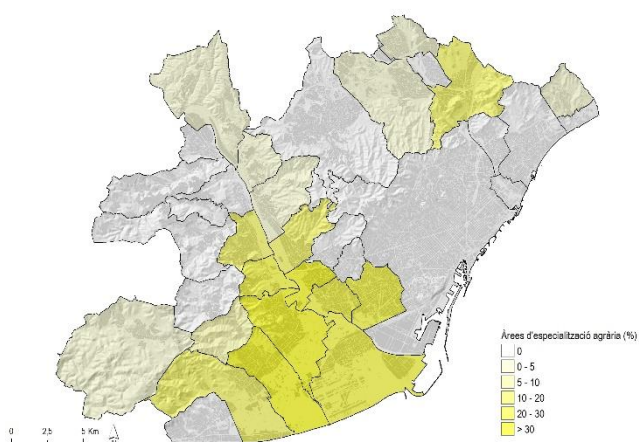 Àrees d'especialització agrària (%)
0
0 - 5
5 - 10
10 - 20
20 - 30
> 30
0 2,5 5 Km